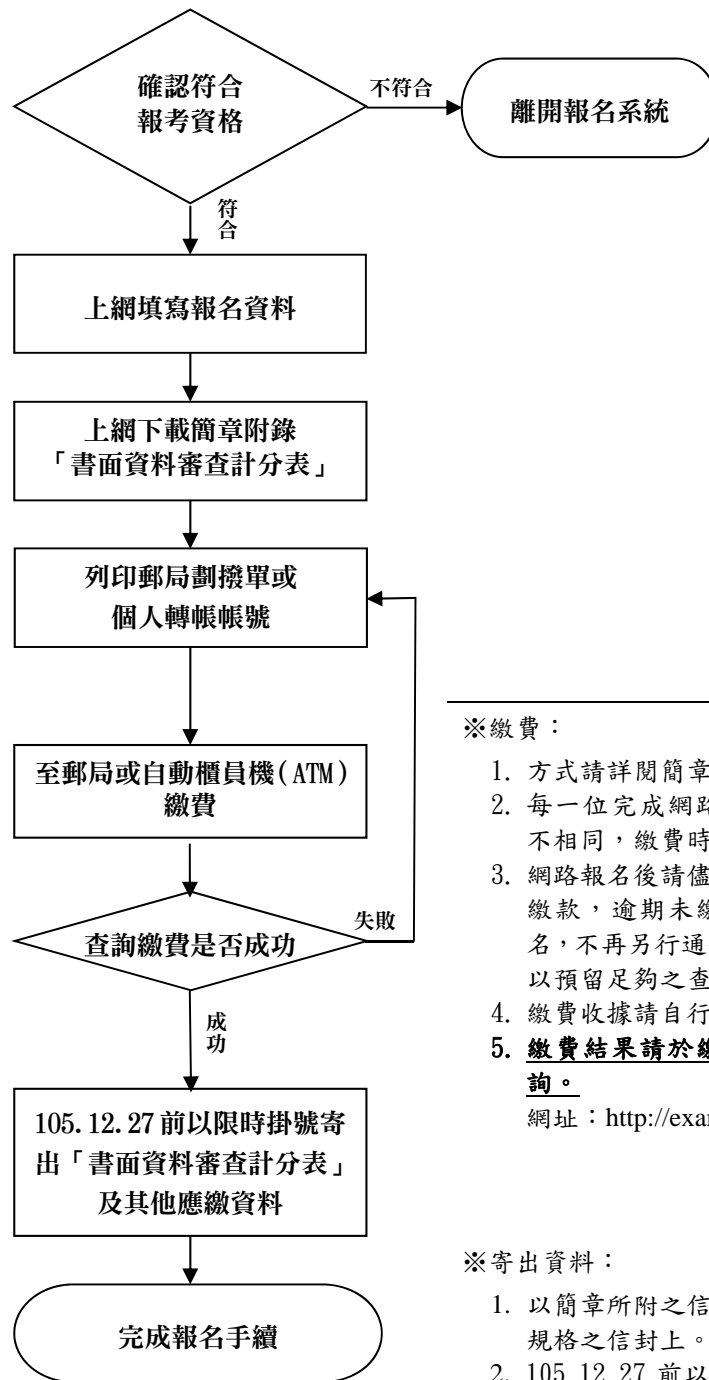 確認符合
報考資格
不符合
離開報名系統
符
合
上網填寫報名資料
上網下載簡章附錄
「書面資料審查計分表」
列印郵局劃撥單或
個人轉帳帳號
至郵局或自動櫃員機(ATM)
繳費
查詢繳費是否成功
失敗
成
功
105.12.27前以限時掛號寄
出「書面資料審查計分表」
及其他應繳資料
完成報名手續
※繳費：
1. 方式請詳閱簡章
2. 每一位完成網路
不相同，繳費時
3. 網路報名後請儘
繳款，逾期未繳
名，不再另行通
以預留足夠之查
4. 繳費收據請自行
5. 繳費結果請於繳
詢。
網址：http://exa
※寄出資料：
1. 以簡章所附之信
規格之信封上。
2. 105.12.27 前以